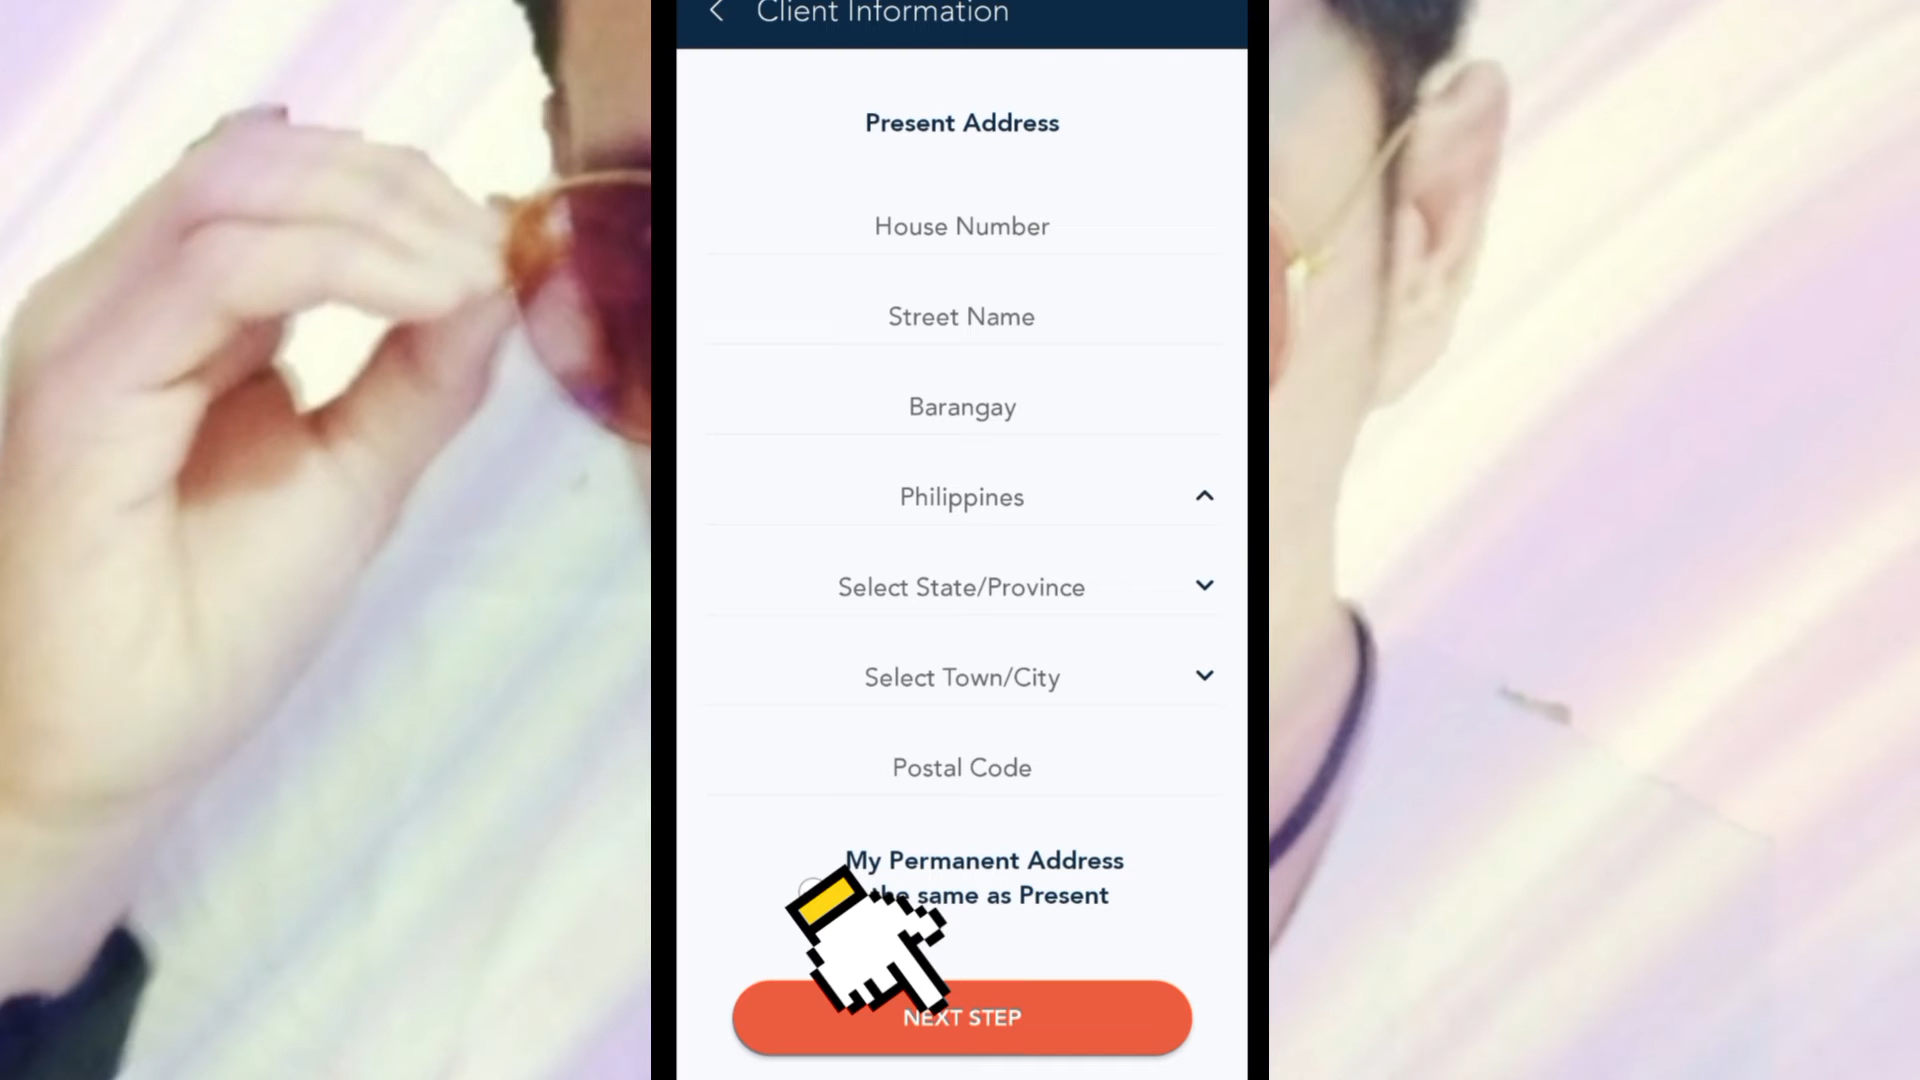 Client Information
Present Address
House Number
Street Name
Barangay
Philippines
Select State/Province
Select Town/City
Postal Code
My Permanent Address
the same as Present
NEXT STEP